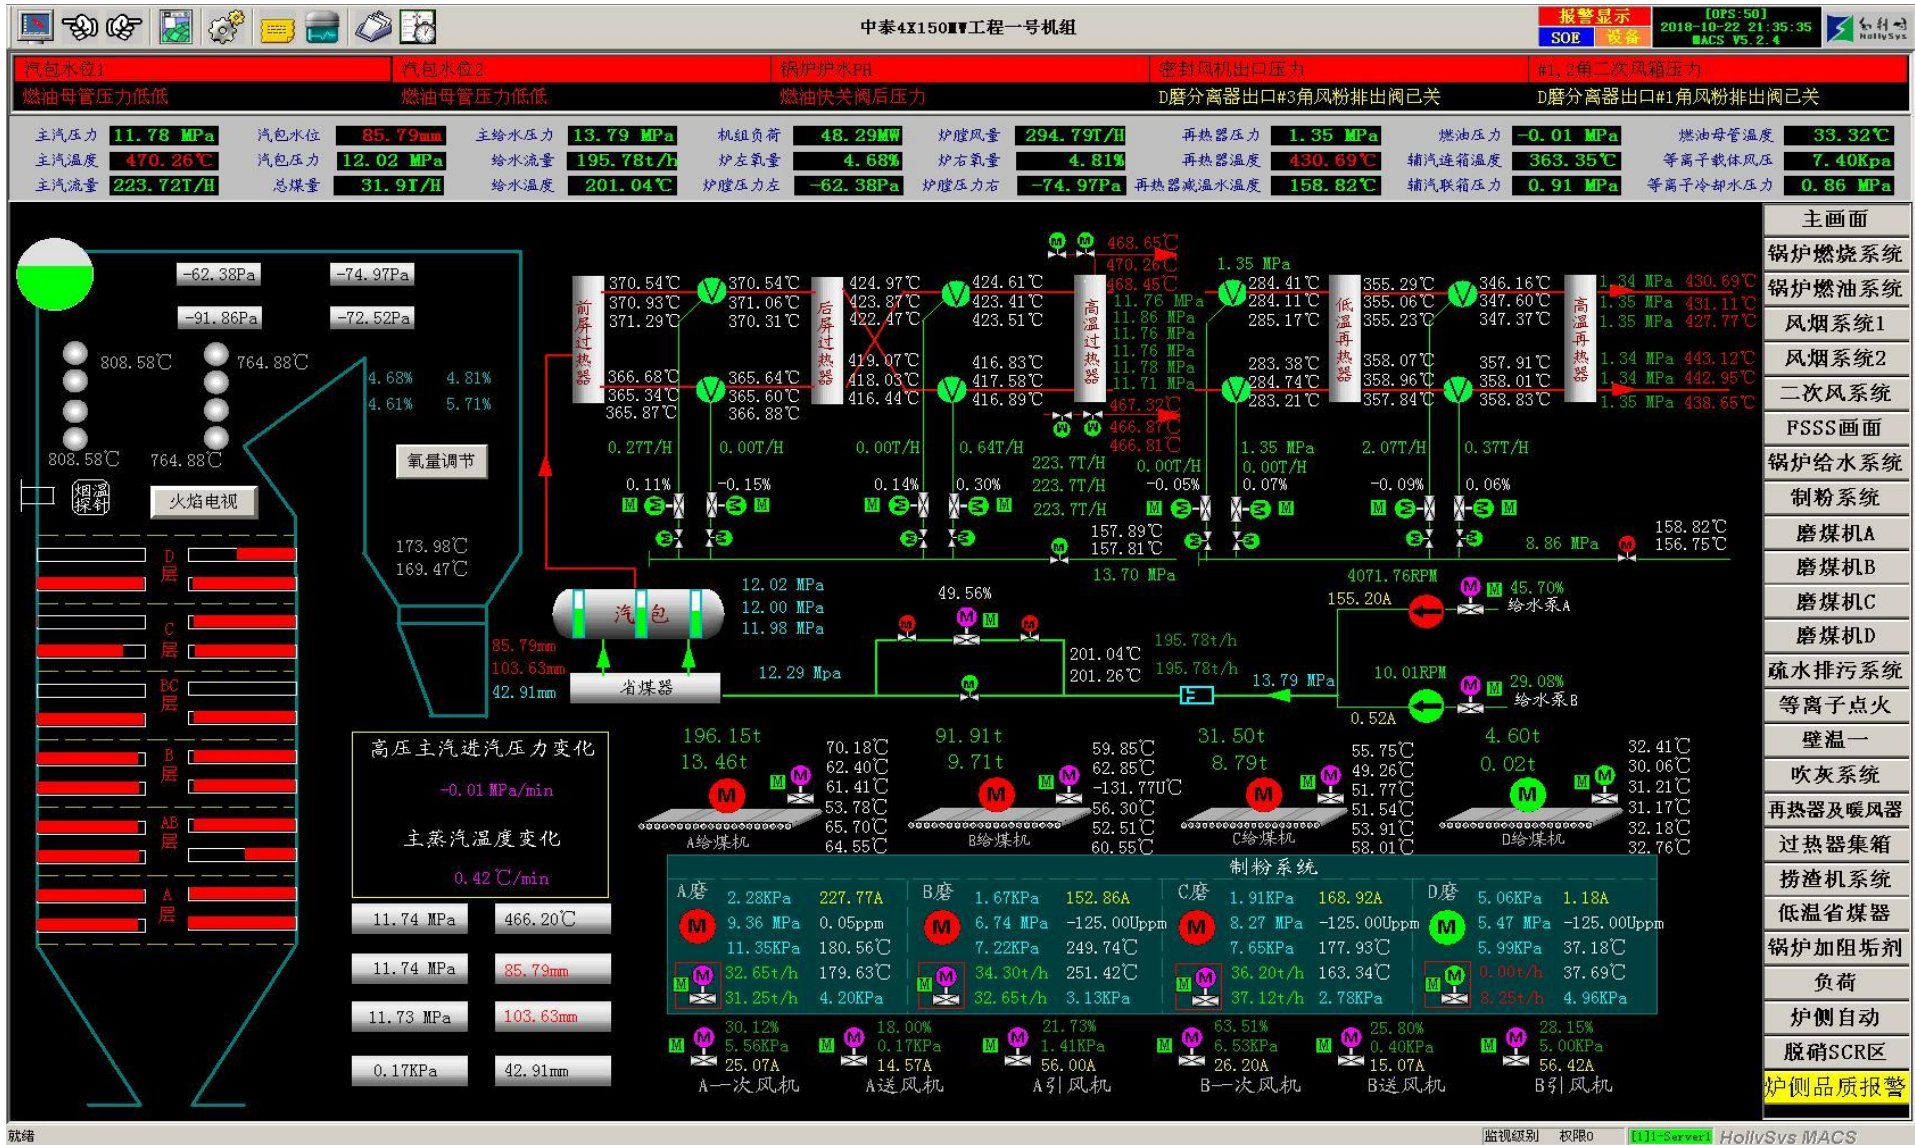 中泰4X150MW工程一号机组
报警显示
SOE 设备
[OPS:50]
2018-10-22 21:35:35
MACS V5.2.4
HollySys
汽包水位1 汽包水位2 锅炉炉水PH 密封风机出口压力 #1,2角二次风箱压力
燃油母管压力低低 燃油母管压力低低 燃油快关阀后压力 D磨分离器出口#3角风粉排出阀已关 D磨分离器出口#1角风粉排出阀已关
主汽压力 11.78 MPa 汽包水位 85.79mm 主给水压力 13.79 MPa 机组负荷 48.29MW 炉膛风量 294.79T/H 再热器压力 1.35 MPa 燃油压力 -0.01 MPa 燃油母管温度 33.32℃
主汽温度 470.26℃ 汽包压力 12.02 MPa 给水流量 195.78t/h 炉左氧量 4.68% 炉右氧量 4.81% 再热器温度 430.69℃ 辅汽连箱温度 363.35℃ 等离子载体风压 7.40Kpa
主汽流量 223.72T/H 总煤量 31.9T/H 给水温度 201.04℃ 炉膛压力左 -62.38Pa 炉膛压力右 -74.97Pa 再热器减温水温度 158.82℃ 辅汽联箱压力 0.91 MPa 等离子冷却水压力 0.86 MPa
-62.38Pa -74.97Pa
-91.86Pa -72.52Pa
808.58℃ 764.88℃
4.68% 4.81%
4.61% 5.71%
808.58℃ 764.88℃
氧量调节
烟温探针
火焰电视
173.98℃
169.47℃
D层
C层
BC层
B层
AB层
A层
468.65℃
470.26℃
468.45℃
前屏过热器
后屏过热器
高温过热器
低温再热器
高温再热器
370.54℃ 370.54℃ 424.97℃ 424.61℃
370.93℃ 371.06℃ 423.87℃ 423.41℃
371.29℃ 370.31℃ 422.47℃ 423.51℃
366.68℃ 365.64℃ 419.07℃ 416.83℃
365.34℃ 365.60℃ 418.03℃ 417.58℃
365.87℃ 366.88℃ 416.44℃ 416.89℃
11.76 MPa
11.86 MPa
11.76 MPa
11.76 MPa
11.78 MPa
11.71 MPa
467.32℃
466.87℃
466.81℃
1.35 MPa
284.41℃ 355.29℃ 346.16℃ 1.34 MPa 430.69℃
284.11℃ 355.06℃ 347.60℃ 1.35 MPa 431.11℃
285.17℃ 355.23℃ 347.37℃ 1.35 MPa 427.77℃
283.38℃ 358.07℃ 357.91℃ 1.34 MPa 443.12℃
284.74℃ 358.96℃ 358.01℃ 1.34 MPa 442.95℃
283.21℃ 357.84℃ 358.83℃ 1.35 MPa 438.65℃
0.27T/H 0.00T/H 0.00T/H 0.64T/H
223.7T/H
223.7T/H
223.7T/H
1.35 MPa
0.00T/H 0.00T/H 2.07T/H 0.37T/H
0.11% -0.15% 0.14% 0.30% -0.05% 0.07% -0.09% 0.06%
157.89℃
157.81℃
13.70 MPa
8.86 MPa
158.82℃
156.75℃
汽包
12.02 MPa
12.00 MPa
11.98 MPa
85.79mm
103.63mm
42.91mm
省煤器
12.29 Mpa
49.56%
201.04℃
201.26℃
195.78t/h
195.78t/h
13.79 MPa
4071.76RPM
155.20A
45.70%
给水泵A
10.01RPM
0.52A
29.08%
给水泵B
高压主汽进汽压力变化
-0.01 MPa/min
主蒸汽温度变化
0.42℃/min
11.74 MPa 466.20℃
11.74 MPa 85.79mm
11.73 MPa 103.63mm
0.17KPa 42.91mm
196.15t
13.46t
70.18℃
62.40℃
61.41℃
53.78℃
65.70℃
64.55℃
A给煤机
91.91t
9.71t
59.85℃
62.85℃
-131.77U℃
56.30℃
52.51℃
60.55℃
B给煤机
31.50t
8.79t
55.75℃
49.26℃
51.77℃
51.54℃
53.91℃
58.01℃
C给煤机
4.60t
0.02t
32.41℃
30.06℃
31.21℃
31.17℃
32.18℃
32.76℃
D给煤机
制粉系统
A磨 2.28KPa 227.77A
9.36 MPa 0.05ppm
11.35KPa 180.56℃
32.65t/h 179.63℃
31.25t/h 4.20KPa
B磨 1.67KPa 152.86A
6.74 MPa -125.00Uppm
7.22KPa 249.74℃
34.30t/h 251.42℃
32.65t/h 3.13KPa
C磨 1.91KPa 168.92A
8.27 MPa -125.00Uppm
7.65KPa 177.93℃
36.20t/h 163.34℃
37.12t/h 2.78KPa
D磨 5.06KPa 1.18A
5.47 MPa -125.00Uppm
5.99KPa 37.18℃
0.00t/h 37.69℃
8.25t/h 4.96KPa
30.12%
5.56KPa
25.07A
A一次风机
18.00%
0.17KPa
14.57A
A送风机
21.73%
1.41KPa
56.00A
A引风机
63.51%
6.53KPa
26.20A
B一次风机
25.80%
0.40KPa
15.07A
B送风机
28.15%
5.00KPa
56.42A
B引风机
主画面
锅炉燃烧系统
锅炉燃油系统
风烟系统1
风烟系统2
二次风系统
FSSS画面
锅炉给水系统
制粉系统
磨煤机A
磨煤机B
磨煤机C
磨煤机D
疏水排污系统
等离子点火
壁温一
吹灰系统
再热器及暖风器
过热器集箱
捞渣机系统
低温省煤器
锅炉加阻垢剂
负荷
炉侧自动
脱硝SCR区
炉侧品质报警
就绪 监视级别 权限0 [1]1-Server1 HollySys MACS